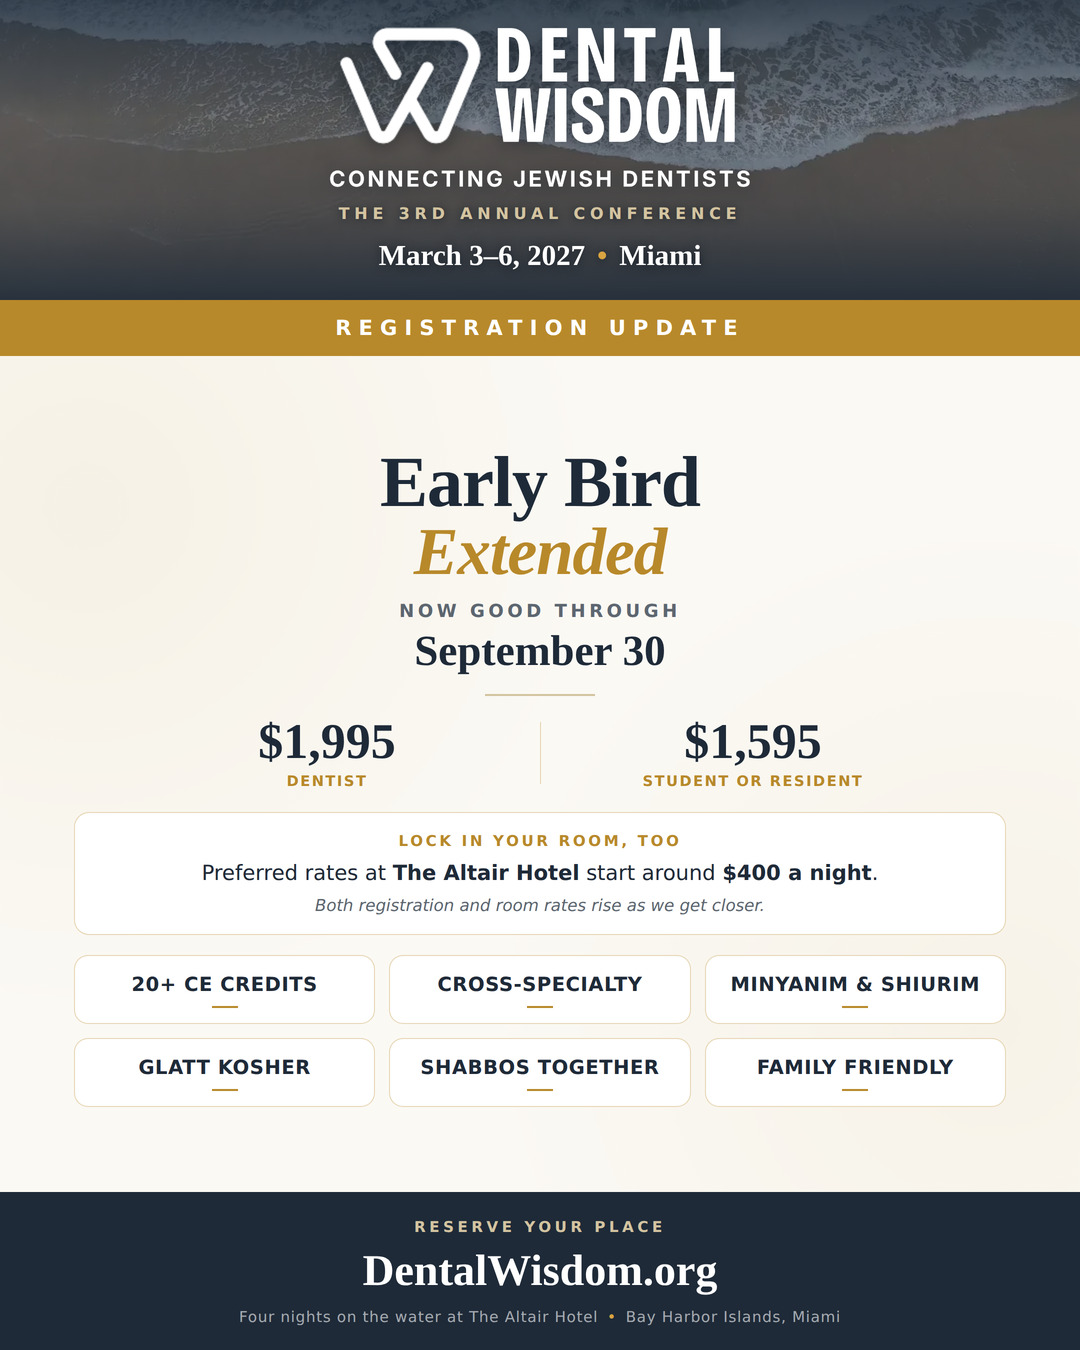 DENTAL
WISDOM
CONNECTING JEWISH DENTISTS
THE 3RD ANNUAL CONFERENCE
March 3–6, 2027 • Miami
REGISTRATION UPDATE
Early Bird
Extended
NOW GOOD THROUGH
September 30
$1,995
DENTIST
$1,595
STUDENT OR RESIDENT
LOCK IN YOUR ROOM, TOO
Preferred rates at The Altair Hotel start around $400 a night.
Both registration and room rates rise as we get closer.
20+ CE CREDITS
CROSS-SPECIALTY
MINYANIM & SHIURIM
GLATT KOSHER
SHABBOS TOGETHER
FAMILY FRIENDLY
RESERVE YOUR PLACE
DentalWisdom.org
Four nights on the water at The Altair Hotel • Bay Harbor Islands, Miami